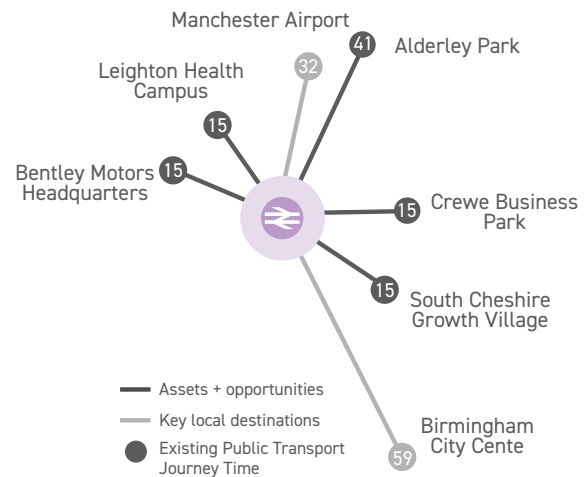 Manchester Airport
32
41
Alderley Park
Leighton Health
Campus
15
Bentley Motors
Headquarters
15
15
Crewe Business
Park
15
South Cheshire
Growth Village
Assets + opportunities
Key local destinations
Existing Public Transport
Journey Time
Birmingham
City Cente
59